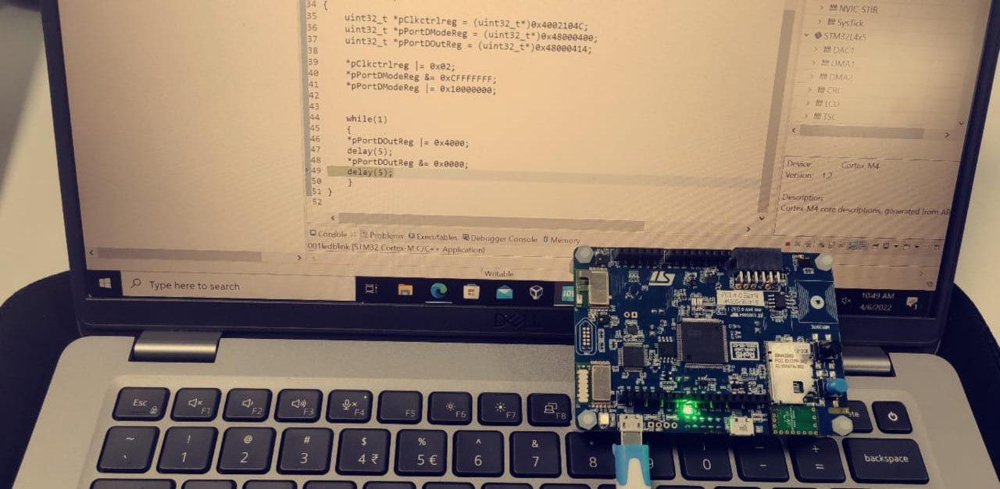 34 {
35
36 uint32_t *pClkctrlreg = (uint32_t*)0x4002104C;
37 uint32_t *pPortDModeReg = (uint32_t*)0x48000400;
38 uint32_t *pPortDOutReg = (uint32_t*)0x48000414;
39 *pClkctrlreg |= 0x02;
40 *pPortDModeReg &= 0xCFFFFFFF;
41 *pPortDModeReg |= 0x10000000;
42
43
44 while(1)
45 {
46 *pPortDOutReg |= 0x4000;
47 delay(5);
48 *pPortDOutReg &= 0x0000;
49 delay(5);
50 }
51 }
52
NVIC_STIR
SysTick
STM32L4x5
DAC1
DMA1
DMA2
CRC
LCD
TSC
Device: Cortex-M4
Version: 1.2
Description:
Cortex-M4 core descriptions, generated from AR
Console Problems Executables Debugger Console Memory
001ledblink [STM32 Cortex-M C/C++ Application]
Writable
Type here to search
10:49 AM
4/6/2022
DELL
ST
RoHS
Esc F1 F2 F3 F4 F5 F6 F7 F8
~ ! @ # $ % ^ & *
` 1 2 3 4 ₹ 5 € 6 7 8 9 0 - + = backspace